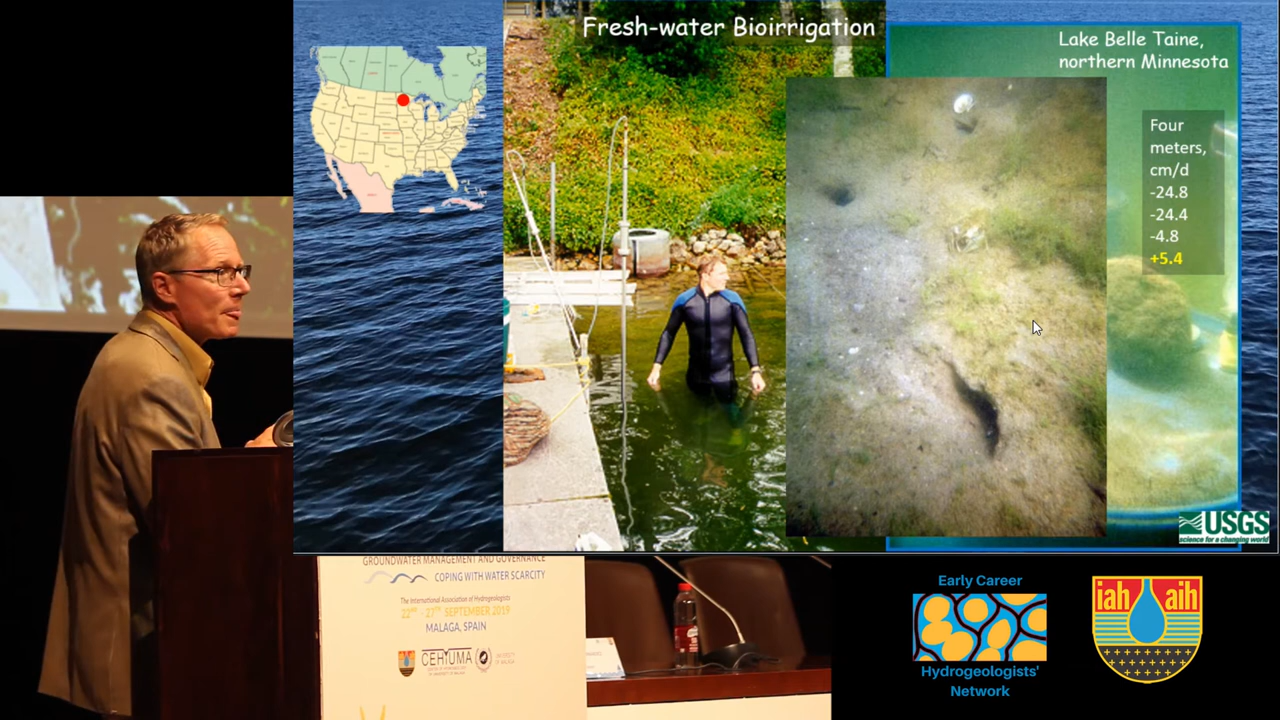 Fresh-water Bioirrigation
Lake Belle Taine,
northern Minnesota
Four
meters,
cm/d
-24.8
-24.4
-4.8
+5.4
USGS
science for a changing world
GROUNDWATER MANAGEMENT AND GOVERNANCE
COPING WITH WATER SCARCITY
The International Association of Hydrogeologists
22ND - 27TH SEPTEMBER 2019
MALAGA, SPAIN
CEHIUMA
Early Career
Hydrogeologists'
Network
iah aih